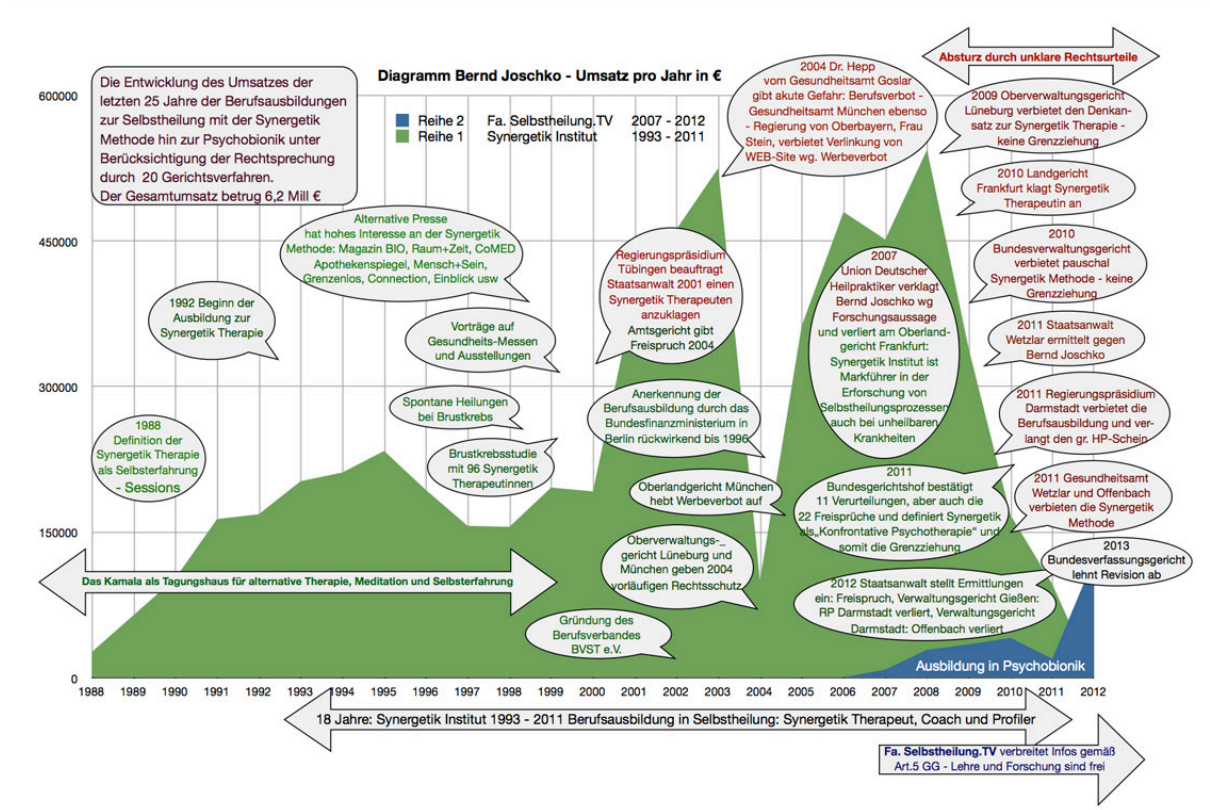 Absturz durch unklare Rechtsurteile
Diagramm Bernd Joschko - Umsatz pro Jahr in €
Die Entwicklung des Umsatzes der
letzten 25 Jahre der Berufsausbildungen
zur Selbstheilung mit der Synergetik
Methode hin zur Psychobionik unter
Berücksichtigung der Rechtsprechung
durch 20 Gerichtsverfahren.
Der Gesamtumsatz betrug 6,2 Mill €
Reihe 2 Fa. Selbstheilung.TV 2007 - 2012
Reihe 1 Synergetik Institut 1993 - 2011
2004 Dr. Hepp
vom Gesundheitsamt Goslar
gibt akute Gefahr: Berufsverbot -
Gesundheitsamt München ebenso
- Regierung von Oberbayern, Frau
Stein, verbietet Verlinkung von
WEB-Site wg. Werbeverbot
2009 Oberverwaltungsgericht
Lüneburg verbietet den Denkan-
satz zur Synergetik Therapie -
keine Grenzziehung
2010 Landgericht
Frankfurt klagt Synergetik
Therapeutin an
2010
Bundesverwaltungsgericht
verbietet pauschal
Synergetik Methode - keine
Grenzziehung
2011 Staatsanwalt
Wetzlar ermittelt gegen
Bernd Joschko
2011 Regierungspräsidium
Darmstadt verbietet die
Berufsausbildung und ver-
langt den gr. HP-Schein
2011 Gesundheitsamt
Wetzlar und Offenbach
verbieten die Synergetik
Methode
2013
Bundesverfassungsgericht
lehnt Revision ab
Alternative Presse
hat hohes Interesse an der Synergetik
Methode: Magazin BIO, Raum+Zeit, CoMED
Apothekenspiegel, Mensch+Sein,
Grenzenlos, Connection, Einblick usw
1992 Beginn der
Ausbildung zur
Synergetik Therapie
Vorträge auf
Gesundheits-Messen
und Ausstellungen
Spontane Heilungen
bei Brustkrebs
Brustkrebsstudie
mit 96 Synergetik
Therapeutinnen
1988
Definition der
Synergetik Therapie
als Selbsterfahrung
- Sessions
Regierungspräsidium
Tübingen beauftragt
Staatsanwalt 2001 einen
Synergetik Therapeuten
anzuklagen
Amtsgericht gibt
Freispruch 2004
Anerkennung der
Berufsausbildung durch das
Bundesfinanzministerium in
Berlin rückwirkend bis 1996
Oberlandgericht München
hebt Werbeverbot auf
Oberverwaltungs-_
gericht Lüneburg und
München geben 2004
vorläufigen Rechtsschutz
Gründung des
Berufsverbandes
BVST e.V.
2007
Union Deutscher
Heilpraktiker verklagt
Bernd Joschko wg
Forschungsaussage
und verliert am Oberland-
gericht Frankfurt:
Synergetik Institut ist
Markführer in der
Erforschung von
Selbstheilungsprozessen
auch bei unheilbaren
Krankheiten
2011
Bundesgerichtshof bestätigt
11 Verurteilungen, aber auch die
22 Freisprüche und definiert Synergetik
als„Konfrontative Psychotherapie" und
somit die Grenzziehung
2012 Staatsanwalt stellt Ermittlungen
ein: Freispruch, Verwaltungsgericht Gießen:
RP Darmstadt verliert, Verwaltungsgericht
Darmstadt: Offenbach verliert
Das Kamala als Tagungshaus für alternative Therapie, Meditation und Selbsterfahrung
Ausbildung in Psychobionik
600000
450000
300000
150000
0
1988 1989 1990 1991 1992 1993 1994 1995 1996 1997 1998 1999 2000 2001 2002 2003 2004 2005 2006 2007 2008 2009 2010 2011 2012
18 Jahre: Synergetik Institut 1993 - 2011 Berufsausbildung in Selbstheilung: Synergetik Therapeut, Coach und Profiler
Fa. Selbstheilung.TV verbreitet Infos gemäß
Art.5 GG - Lehre und Forschung sind frei